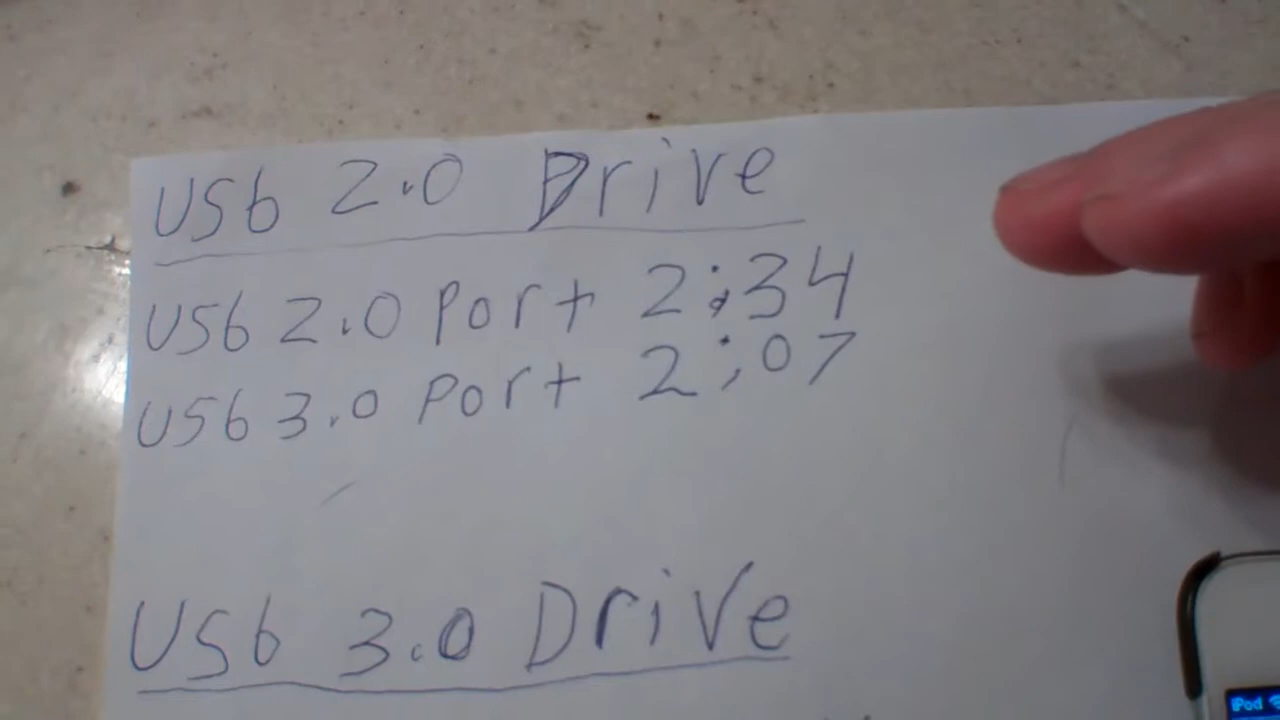 USb 2.0 Drive
USb 2.0 Port 2:34
USb 3.0 Port 2:07
USb 3.0 Drive
iPod